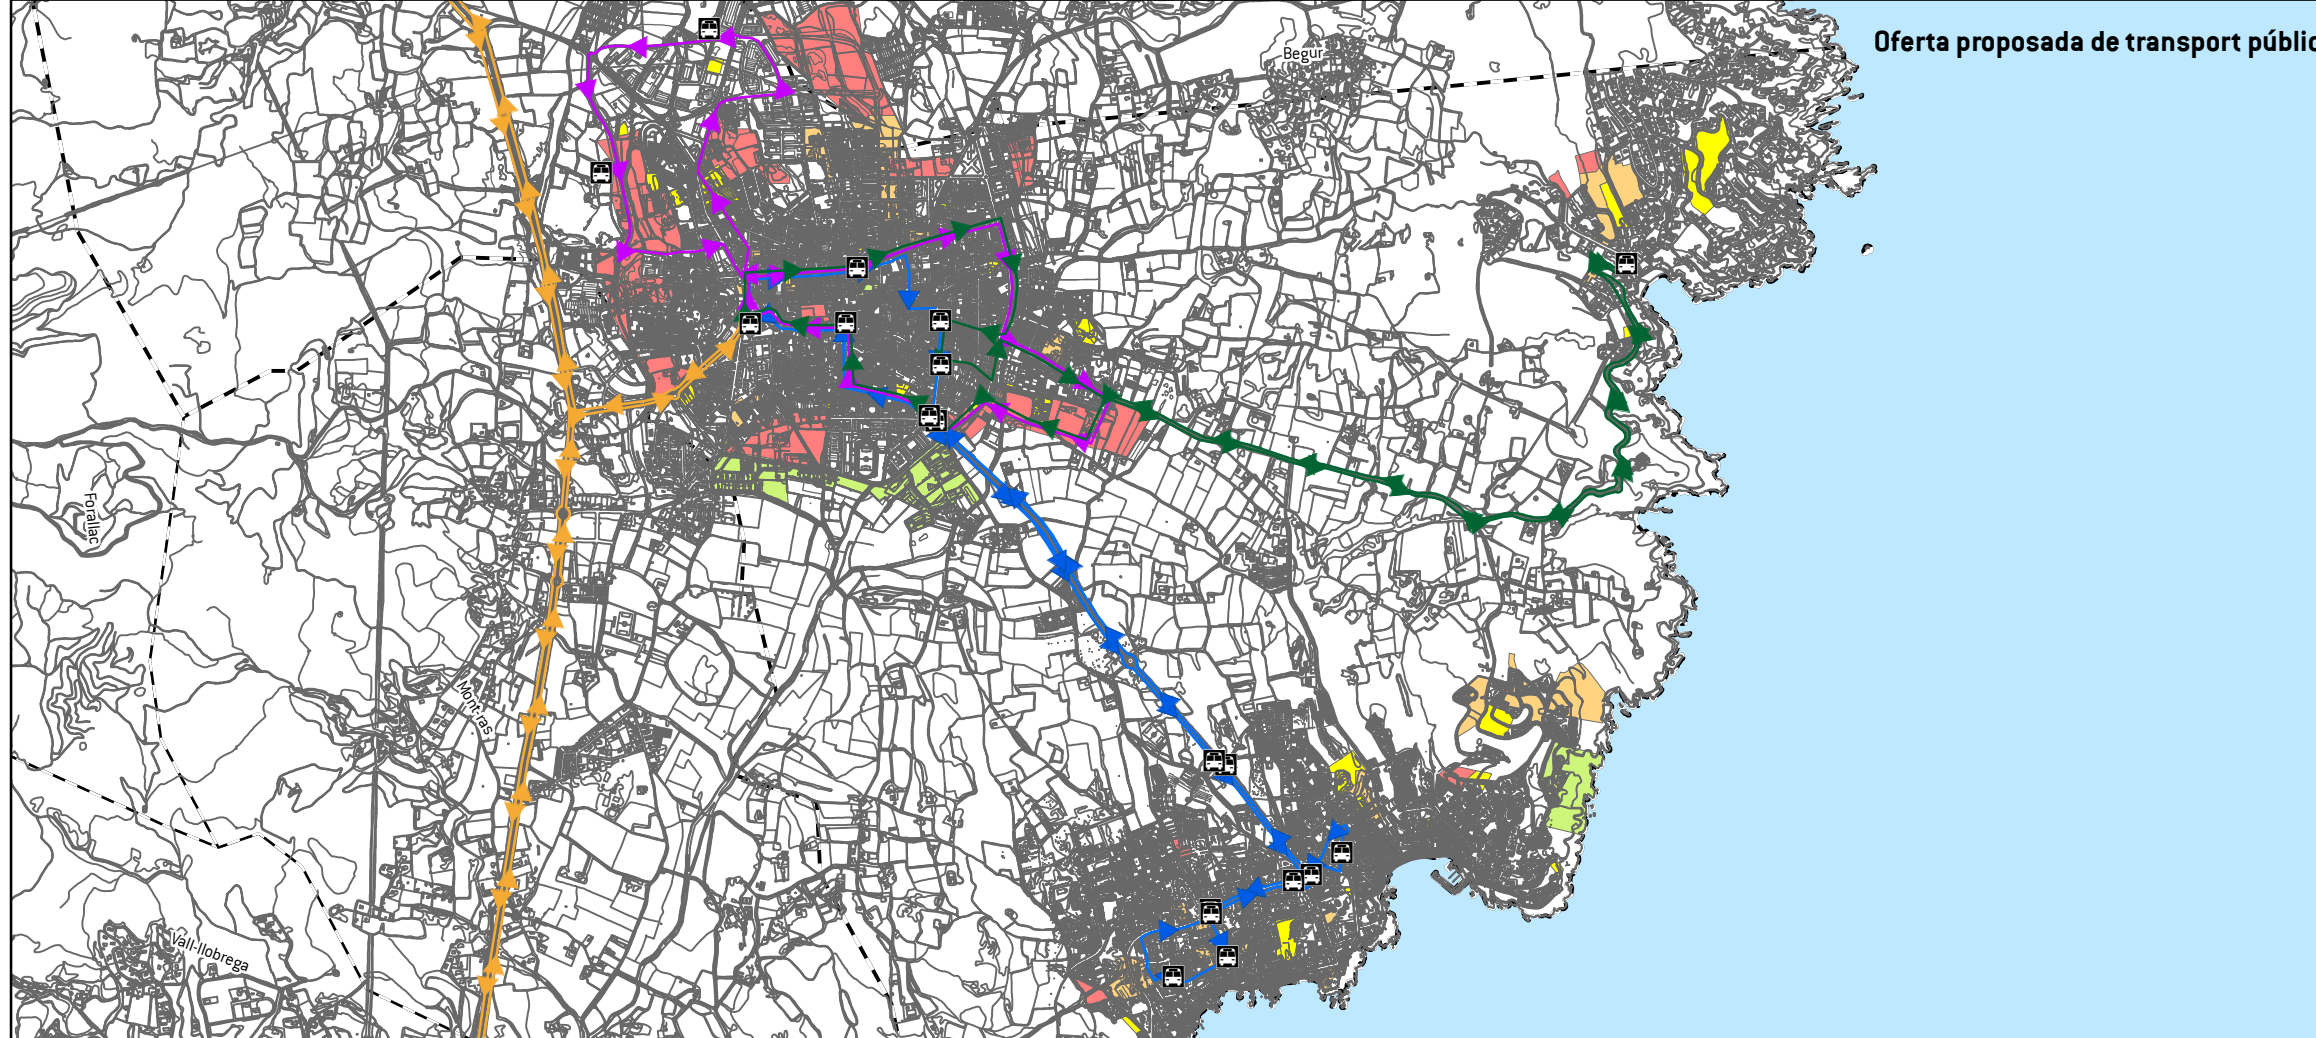 Oferta proposada de transport públic
Begur
Forallac
Mont-ras
Vall-llobrega